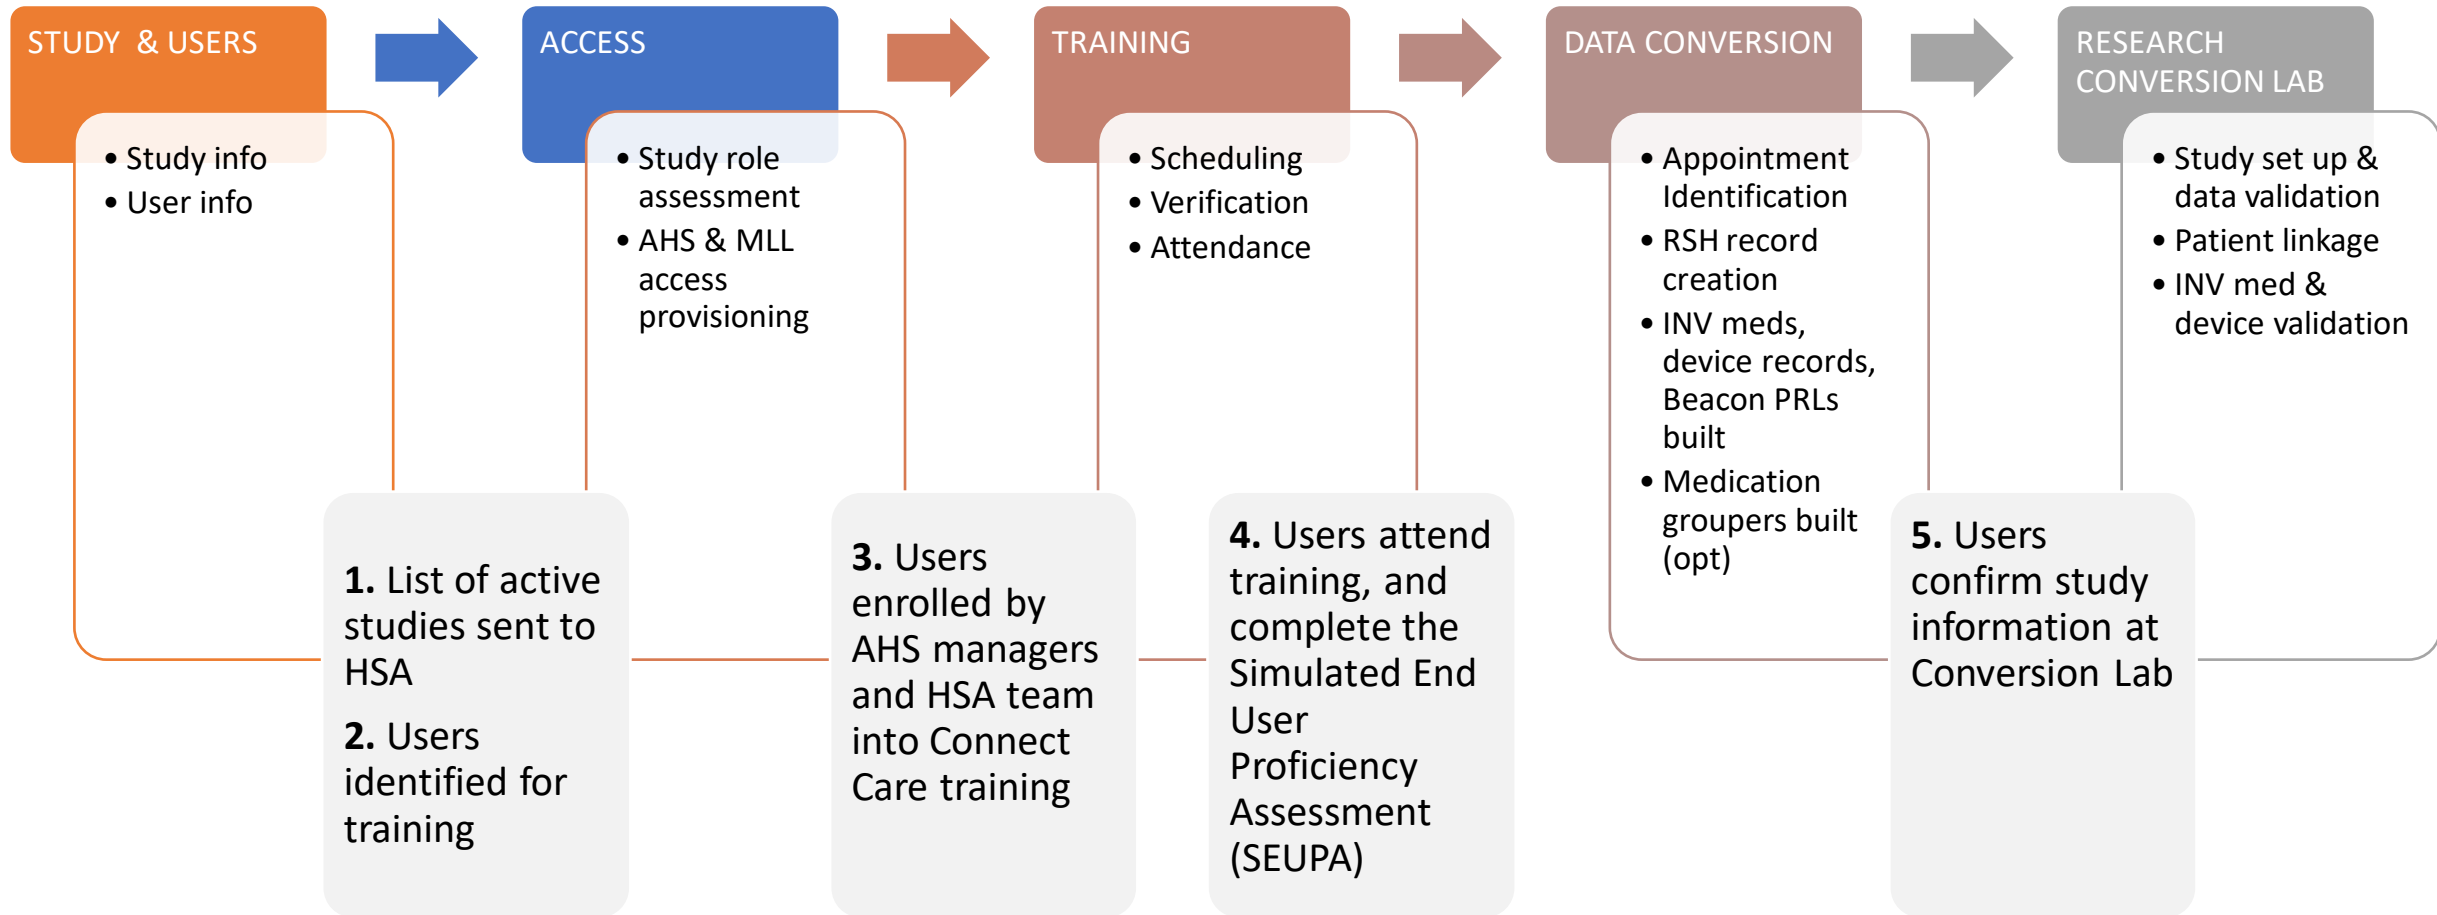 STUDY & USERS
ACCESS
TRAINING
DATA CONVERSION
RESEARCH
CONVERSION LAB
• Study info
• User info
• Study role
assessment
• AHS & MLL
access
provisioning
• Scheduling
• Verification
• Attendance
• Appointment
Identification
• RSH record
creation
• INV meds,
device records,
Beacon PRLs
built
• Medication
groupers built
(opt)
• Study set up &
data validation
• Patient linkage
• INV med &
device validation
1. List of active
studies sent to
HSA
2. Users
identified for
training
3. Users
enrolled by
AHS managers
and HSA team
into Connect
Care training
4. Users attend
training, and
complete the
Simulated End
User
Proficiency
Assessment
(SEUPA)
5. Users
confirm study
information at
Conversion Lab